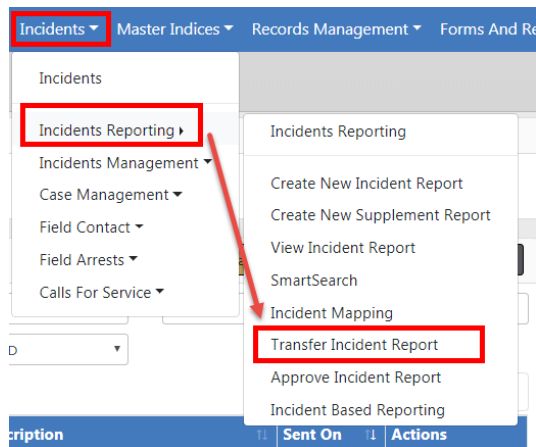 Incidents Master Indices Records Management Forms And Re
Incidents
Incidents Reporting
Incidents Management
Case Management
Field Contact
Field Arrests
Calls For Service
Incidents Reporting
Create New Incident Report
Create New Supplement Report
View Incident Report
SmartSearch
Incident Mapping
Transfer Incident Report
Approve Incident Report
Incident Based Reporting
D
cription Sent On Actions